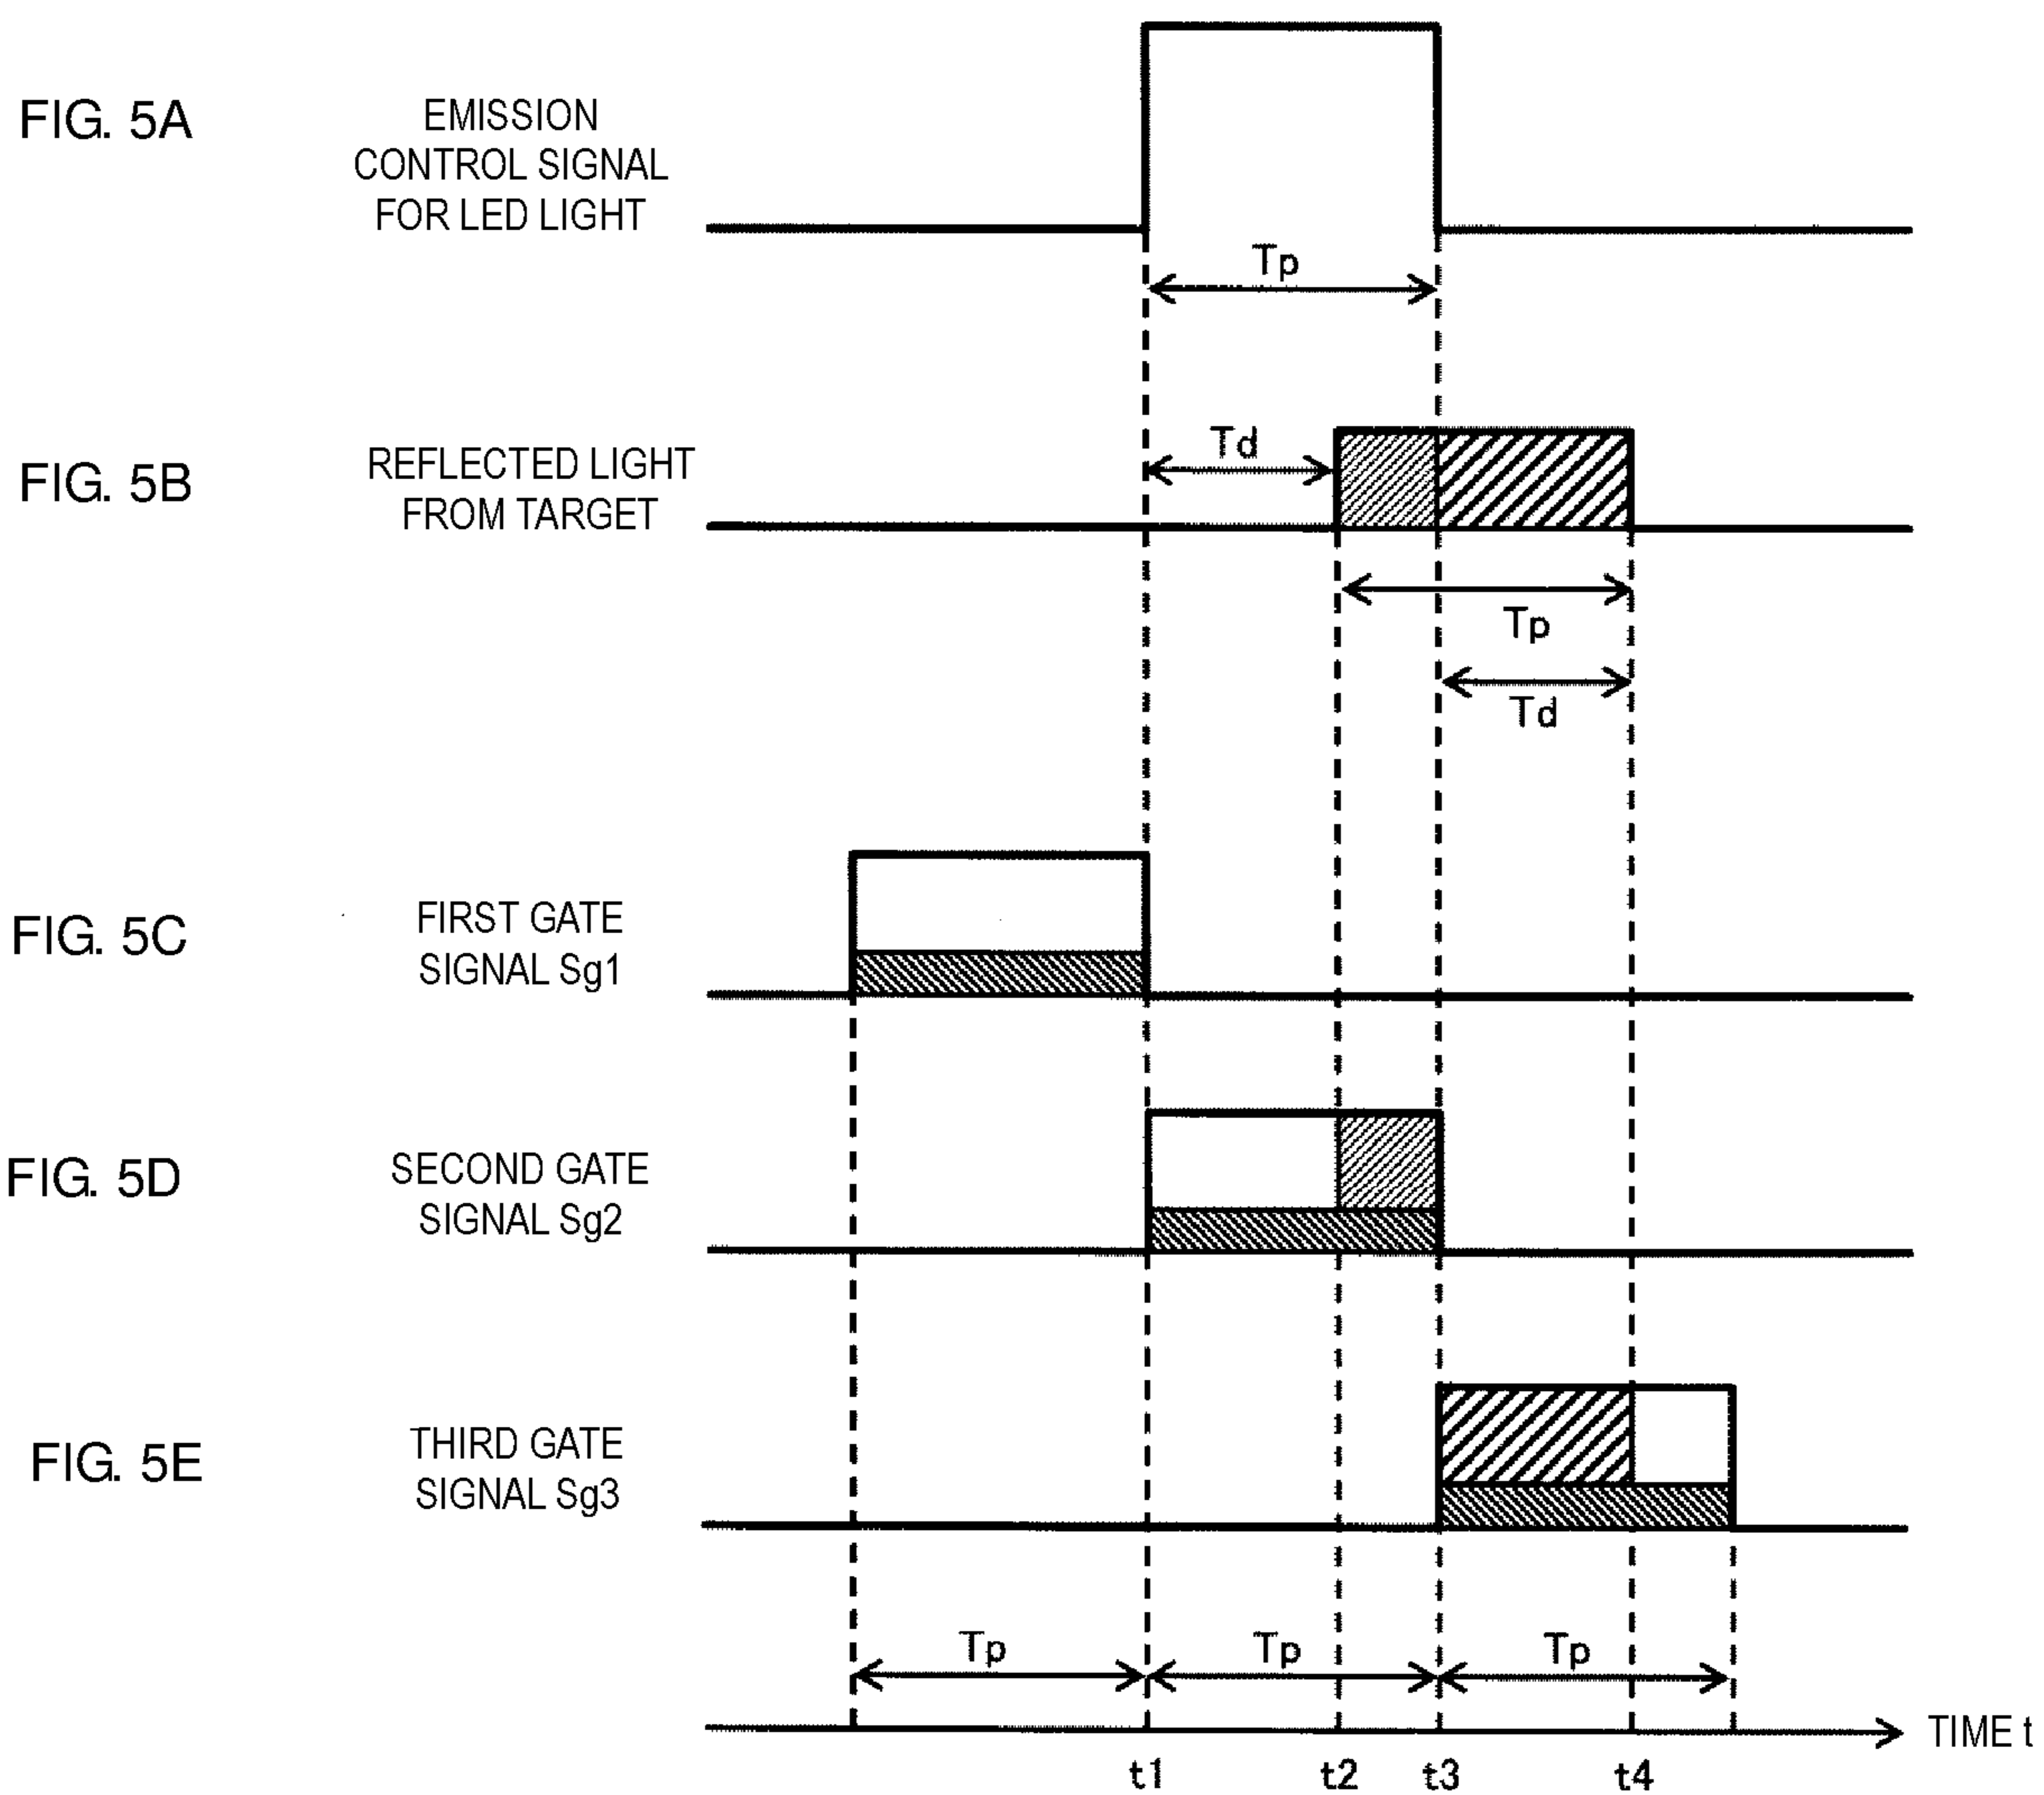 FIG. 5A
EMISSION
CONTROL SIGNAL
FOR LED LIGHT
Tp
FIG. 5B
REFLECTED LIGHT
FROM TARGET
Td
Tp
Td
FIG. 5C
FIRST GATE
SIGNAL Sg1
FIG. 5D
SECOND GATE
SIGNAL Sg2
FIG. 5E
THIRD GATE
SIGNAL Sg3
Tp Tp Tp
TIME t
t1 t2 t3 t4